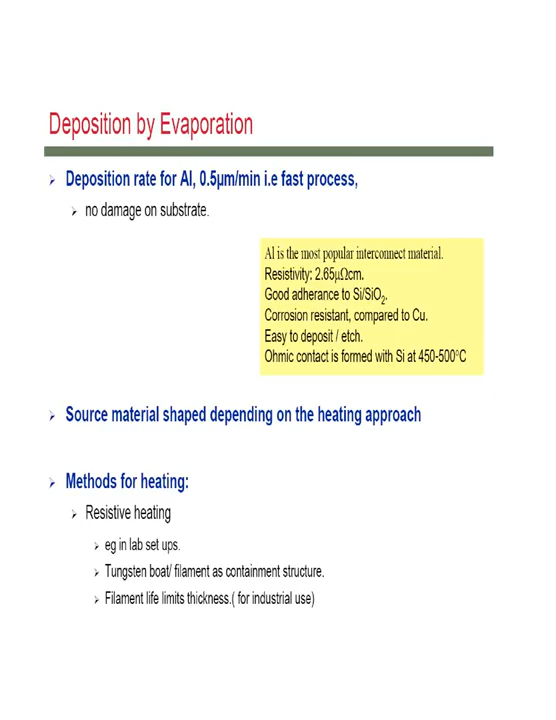 Deposition by Evaporation
Deposition rate for Al, 0.5μm/min i.e fast process,
no damage on substrate.
Al is the most popular interconnect material.
Resistivity: 2.65μΩcm.
Good adherance to Si/SiO₂.
Corrosion resistant, compared to Cu.
Easy to deposit / etch.
Ohmic contact is formed with Si at 450-500°C
Source material shaped depending on the heating approach
Methods for heating:
Resistive heating
eg in lab set ups.
Tungsten boat/ filament as containment structure.
Filament life limits thickness.( for industrial use)